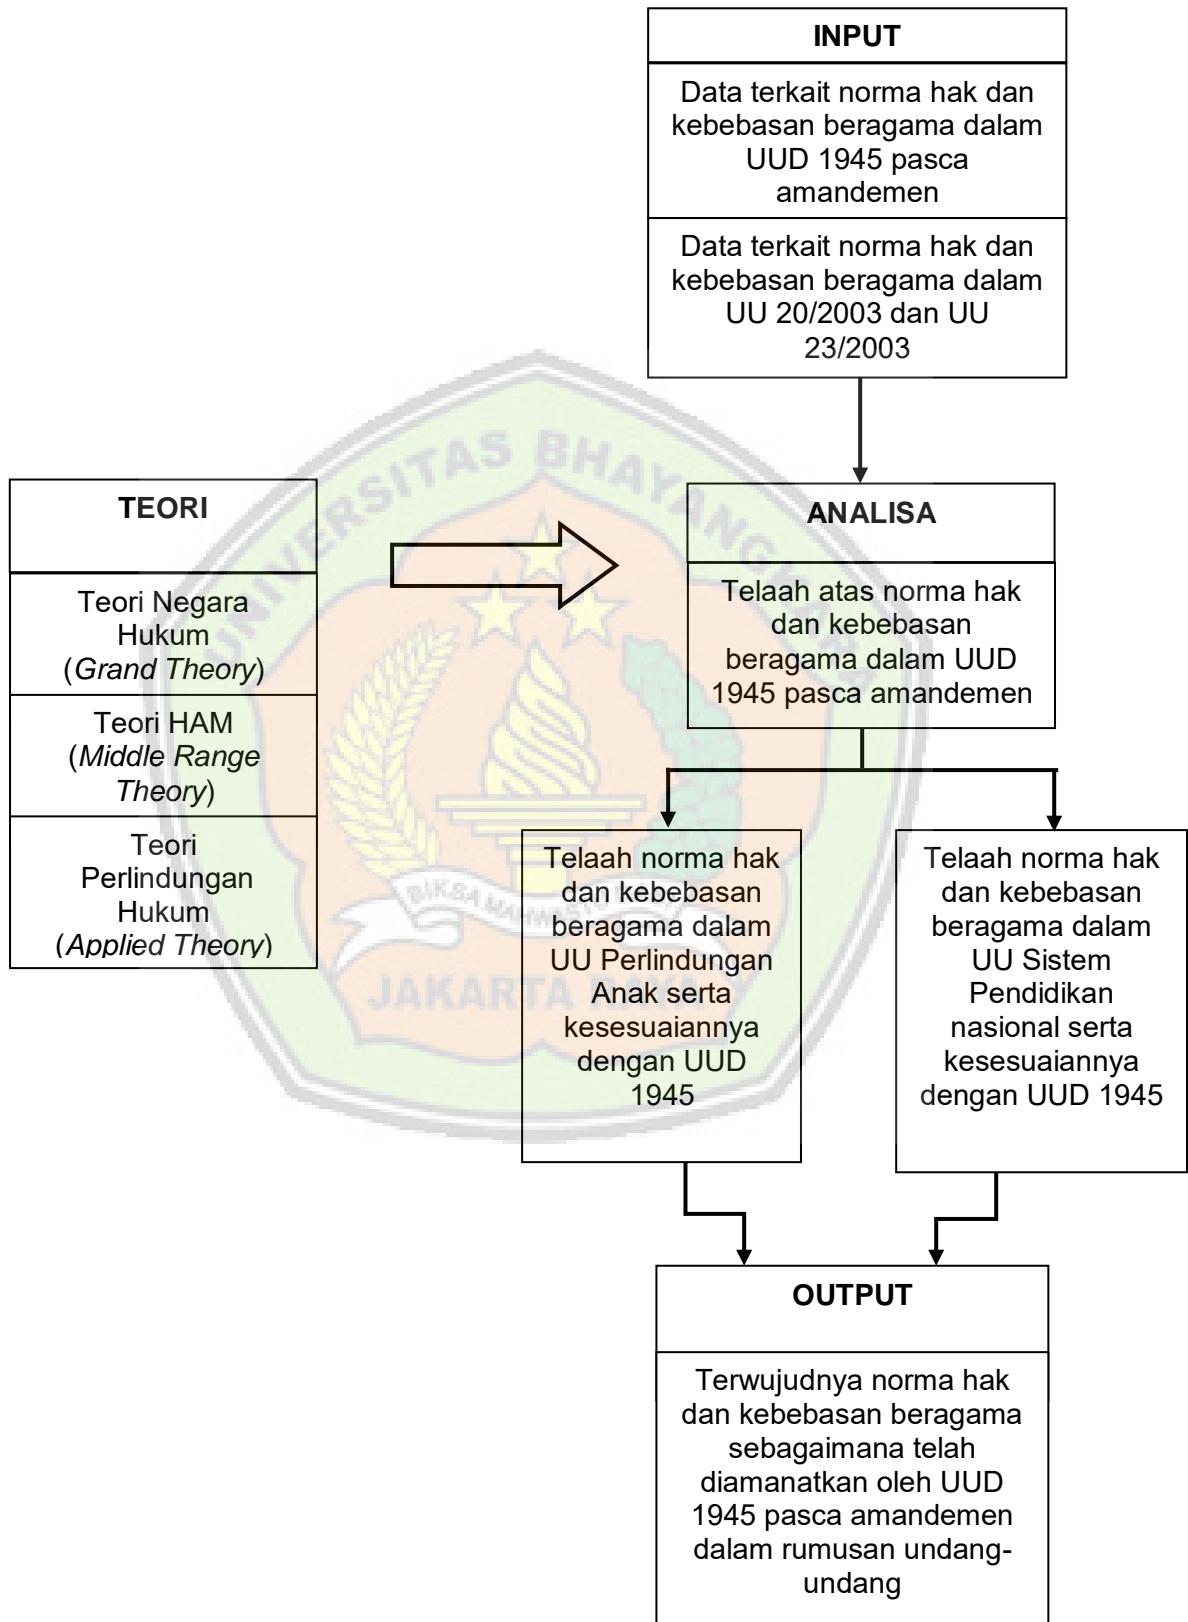 INPUT
Data terkait norma hak dan
kebebasan beragama dalam
UUD 1945 pasca
amandemen
Data terkait norma hak dan
kebebasan beragama dalam
UU 20/2003 dan UU
23/2003
TEORI
Teori Negara
Hukum
(Grand Theory)
Teori HAM
(Middle Range
Theory)
Teori
Perlindungan
Hukum
(Applied Theory)
ANALISA
Telaah atas norma hak
dan kebebasan
beragama dalam UUD
1945 pasca amandemen
Telaah norma hak
dan kebebasan
beragama dalam
UU Perlindungan
Anak serta
kesesuaiannya
dengan UUD
1945
Telaah norma hak
dan kebebasan
beragama dalam
UU Sistem
Pendidikan
nasional serta
kesesuaiannya
dengan UUD 1945
OUTPUT
Terwujudnya norma hak
dan kebebasan beragama
sebagaimana telah
diamanatkan oleh UUD
1945 pasca amandemen
dalam rumusan undang-
undang
UNIVERSITAS BHAYANGKARA
BIKSA MAHWASTU
JAKARTA RAYA